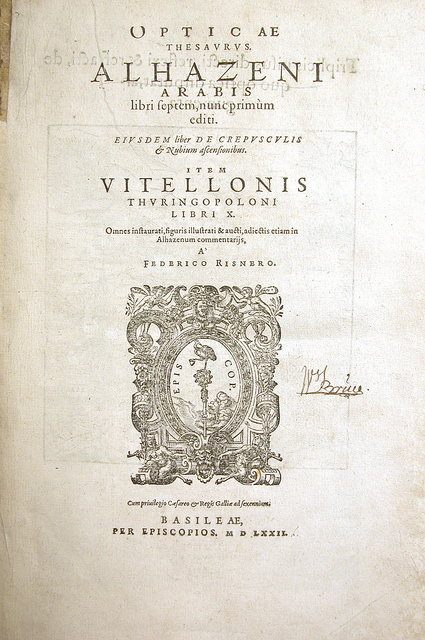 OPTICAE
THESAVRVS.
ALHAZENI
ARABIS
libri ſeptem, nunc primùm
editi.
EIVSDEM liber DE CREPVSCVLIS
& Nubium aſcenſionibus.
ITEM
VITELLONIS
THVRINGOPOLONI
LIBRI X.
Omnes inſtaurati, figuris illuſtrati & aucti, adiectis etiam in
Alhazenum commentarijs,
A'
FEDERICO RISNERO.
EPIS COP.
Cum priuilegio Cæſareo & Regis Galliæ ad ſexennium.
BASILEAE,
PER EPISCOPIOS. M D LXXII.